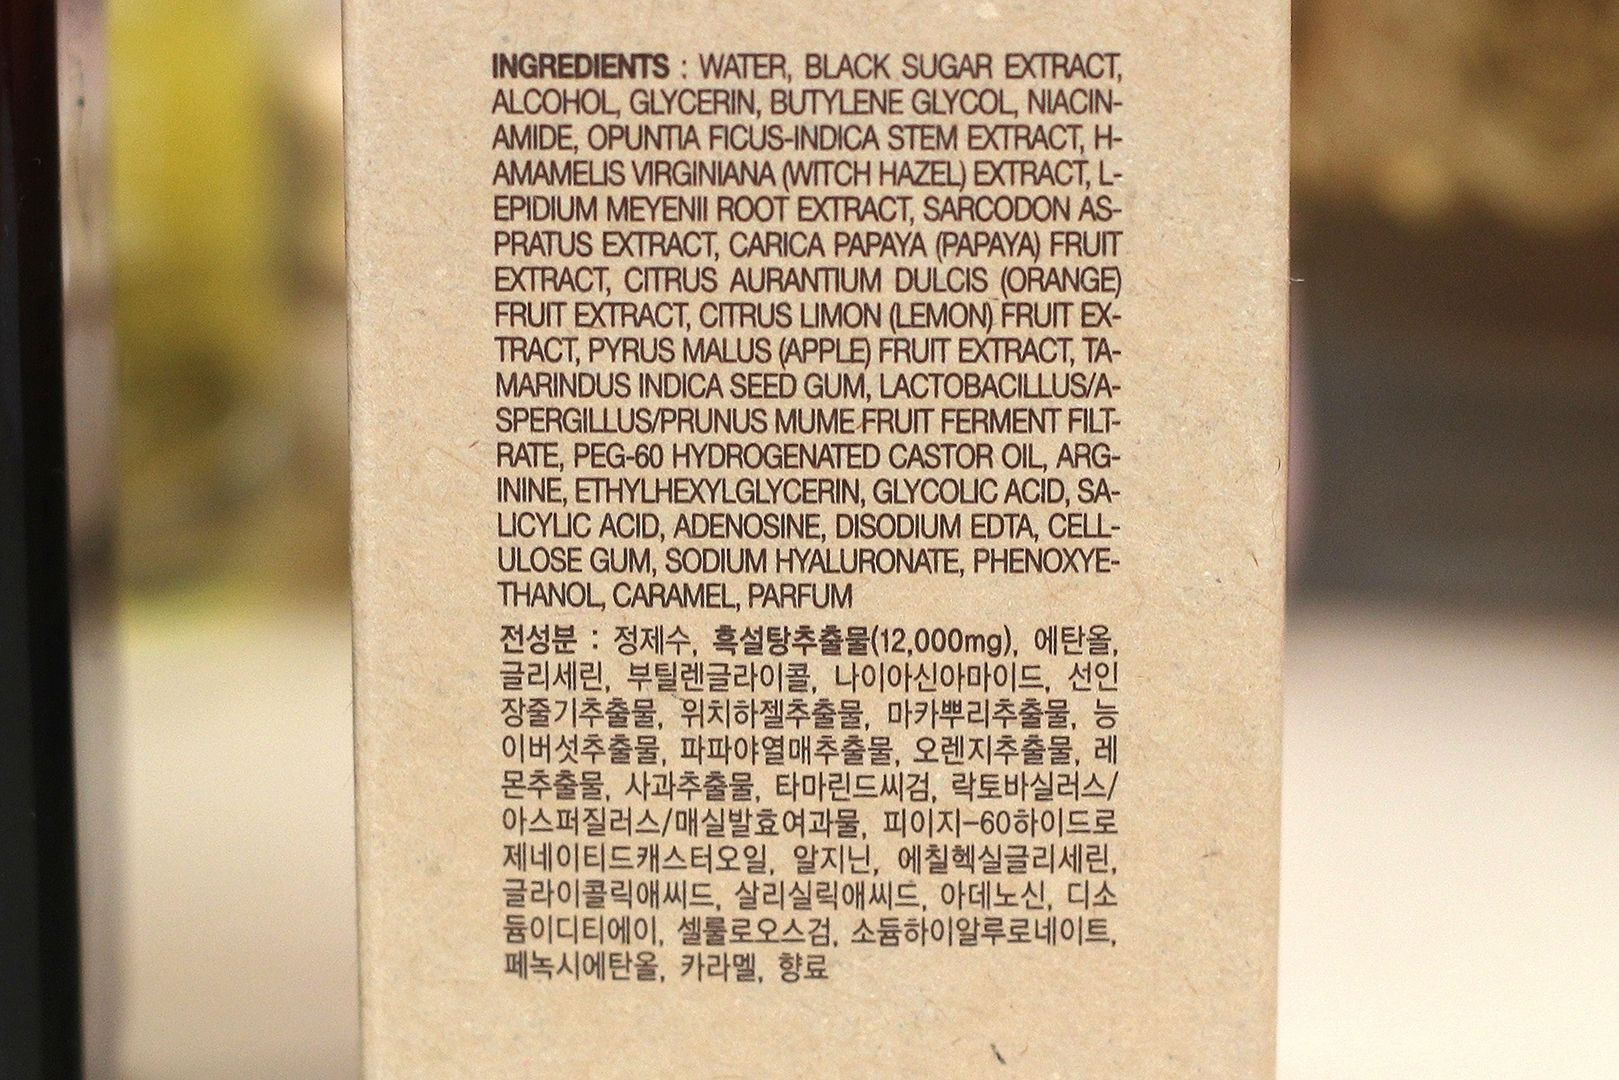 INGREDIENTS : WATER, BLACK SUGAR EXTRACT,
ALCOHOL, GLYCERIN, BUTYLENE GLYCOL, NIACIN-
AMIDE, OPUNTIA FICUS-INDICA STEM EXTRACT, H-
AMAMELIS VIRGINIANA (WITCH HAZEL) EXTRACT, L-
EPIDIUM MEYENII ROOT EXTRACT, SARCODON AS-
PRATUS EXTRACT, CARICA PAPAYA (PAPAYA) FRUIT
EXTRACT, CITRUS AURANTIUM DULCIS (ORANGE)
FRUIT EXTRACT, CITRUS LIMON (LEMON) FRUIT EX-
TRACT, PYRUS MALUS (APPLE) FRUIT EXTRACT, TA-
MARINDUS INDICA SEED GUM, LACTOBACILLUS/A-
SPERGILLUS/PRUNUS MUME FRUIT FERMENT FILT-
RATE, PEG-60 HYDROGENATED CASTOR OIL, ARG-
ININE, ETHYLHEXYLGLYCERIN, GLYCOLIC ACID, SA-
LICYLIC ACID, ADENOSINE, DISODIUM EDTA, CELL-
ULOSE GUM, SODIUM HYALURONATE, PHENOXYE-
THANOL, CARAMEL, PARFUM
전성분 : 정제수, 흑설탕추출물(12,000mg), 에탄올,
글리세린, 부틸렌글라이콜, 나이아신아마이드, 선인
장줄기추출물, 위치하젤추출물, 마카뿌리추출물, 능
이버섯추출물, 파파야열매추출물, 오렌지추출물, 레
몬추출물, 사과추출물, 타마린드씨검, 락토바실러스/
아스퍼질러스/매실발효여과물, 피이지-60하이드로
제네이티드캐스터오일, 알지닌, 에칠헥실글리세린,
글라이콜릭애씨드, 살리실릭애씨드, 아데노신, 디소
듐이디티에이, 셀룰로오스검, 소듐하이알루로네이트,
페녹시에탄올, 카라멜, 향료